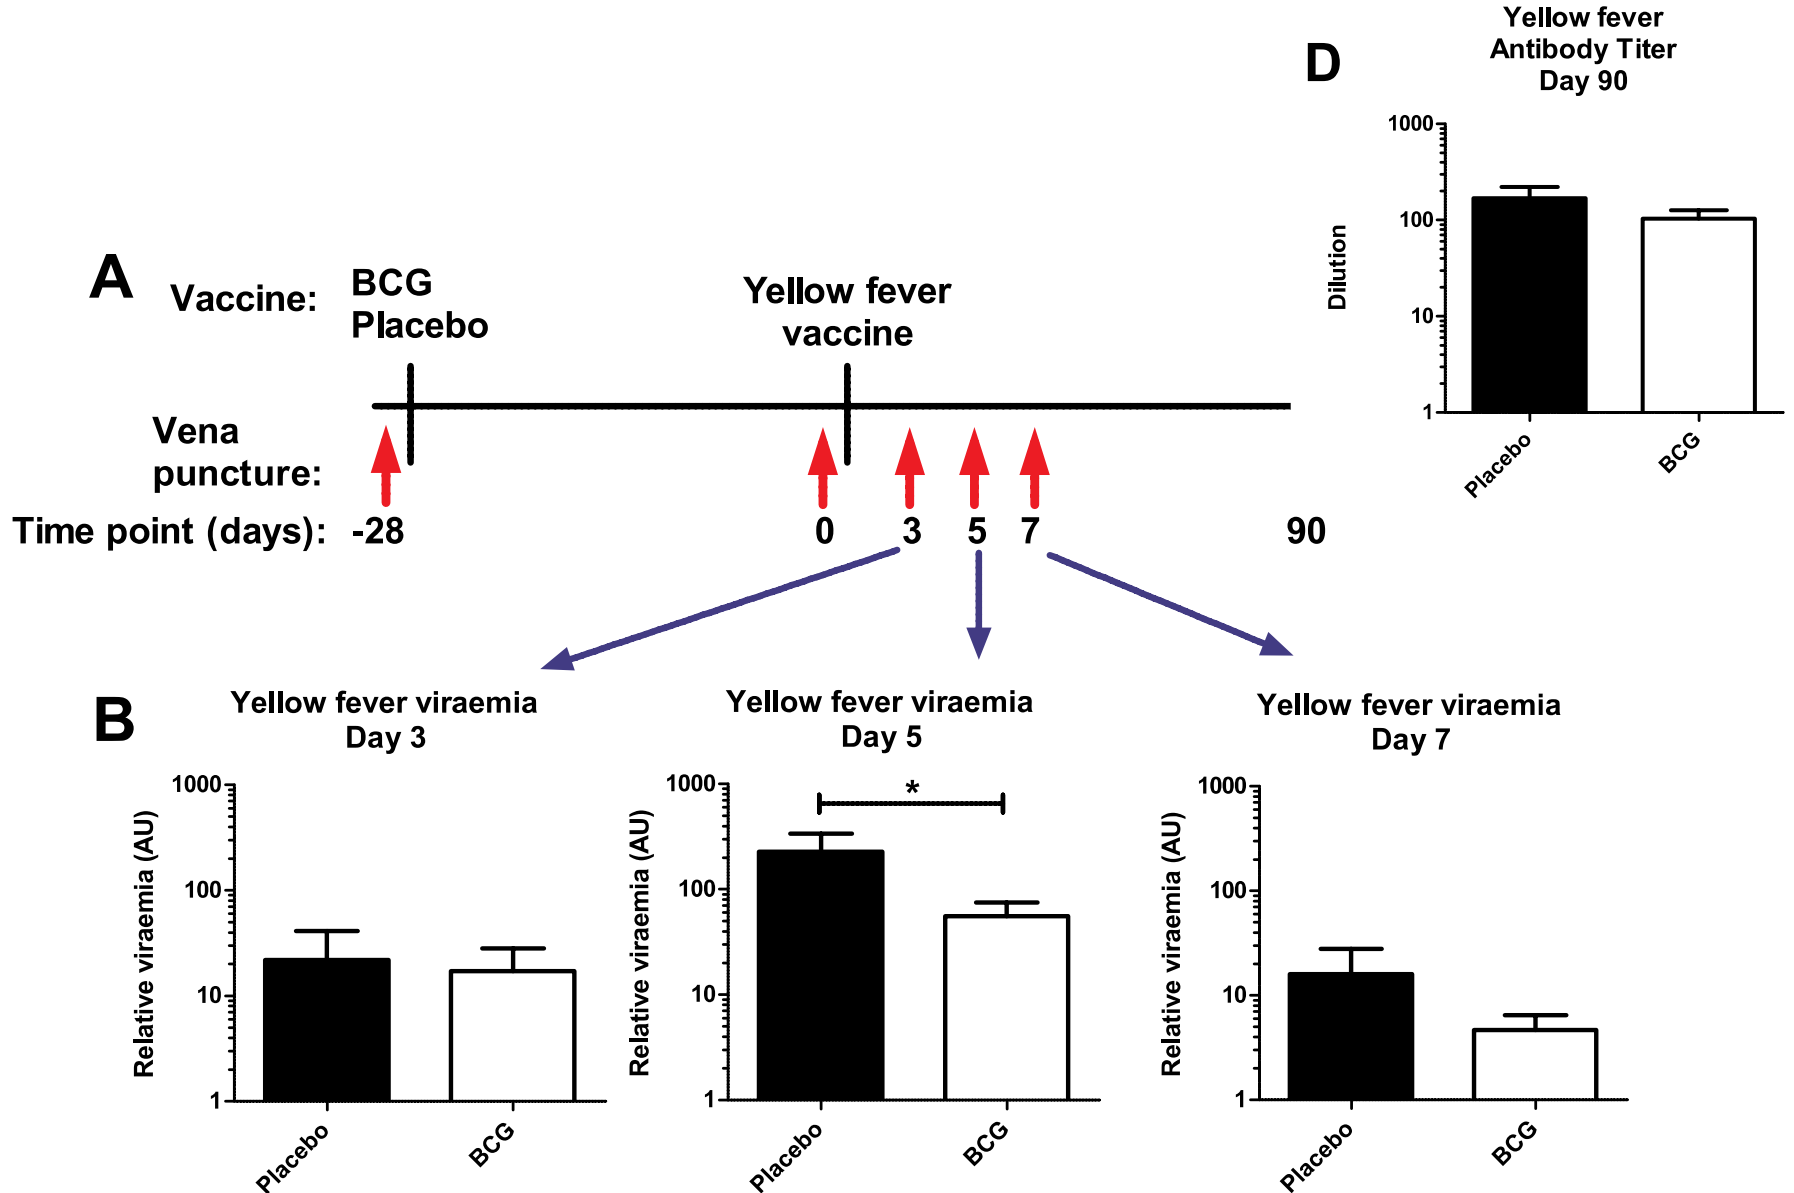 A
Vaccine:
BCG
Placebo
Yellow fever
vaccine
Vena
puncture:
Time point (days): -28 0 3 5 7 90
D
Yellow fever
Antibody Titer
Day 90
Dilution
1000
100
10
1
Placebo
BCG
B
Yellow fever viraemia
Day 3
Relative viraemia (AU)
1000
100
10
1
Placebo
BCG
Yellow fever viraemia
Day 5
Relative viraemia (AU)
1000
100
10
1
*
Placebo
BCG
Yellow fever viraemia
Day 7
Relative viraemia (AU)
1000
100
10
1
Placebo
BCG